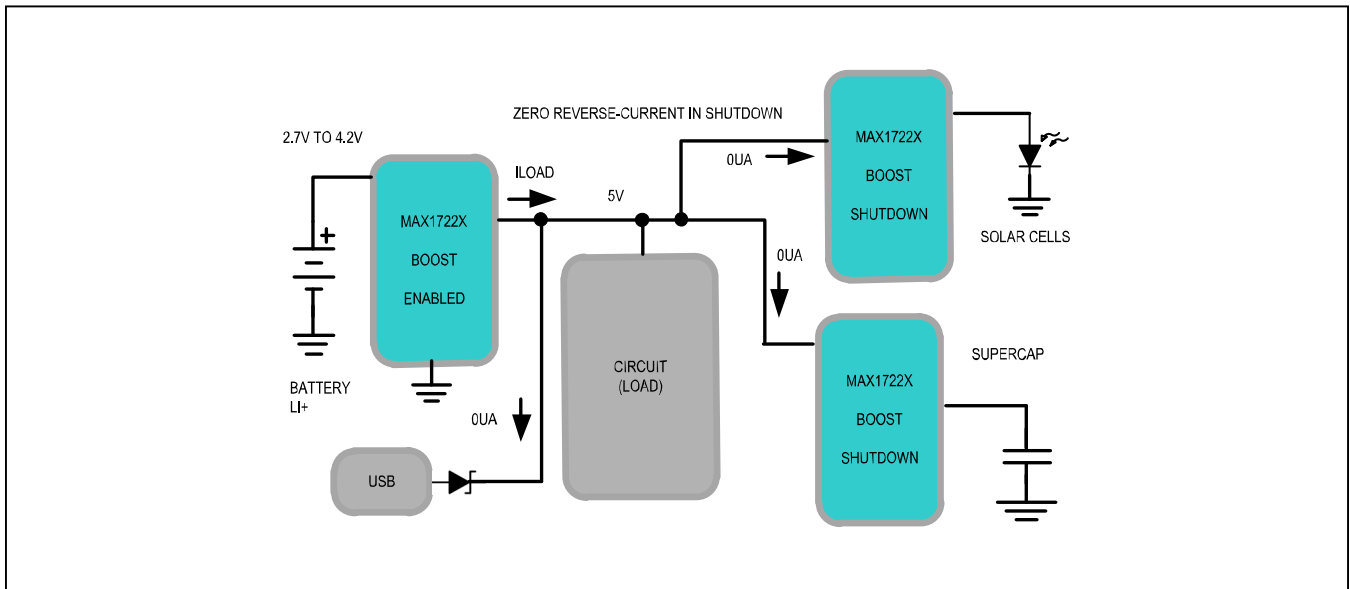 ZERO REVERSE-CURRENT IN SHUTDOWN
2.7V TO 4.2V
MAX1722X
BOOST
ENABLED
BATTERY
LI+
+
ILOAD
5V
0UA
MAX1722X
BOOST
SHUTDOWN
SOLAR CELLS
0UA
CIRCUIT
(LOAD)
0UA
USB
SUPERCAP
MAX1722X
BOOST
SHUTDOWN